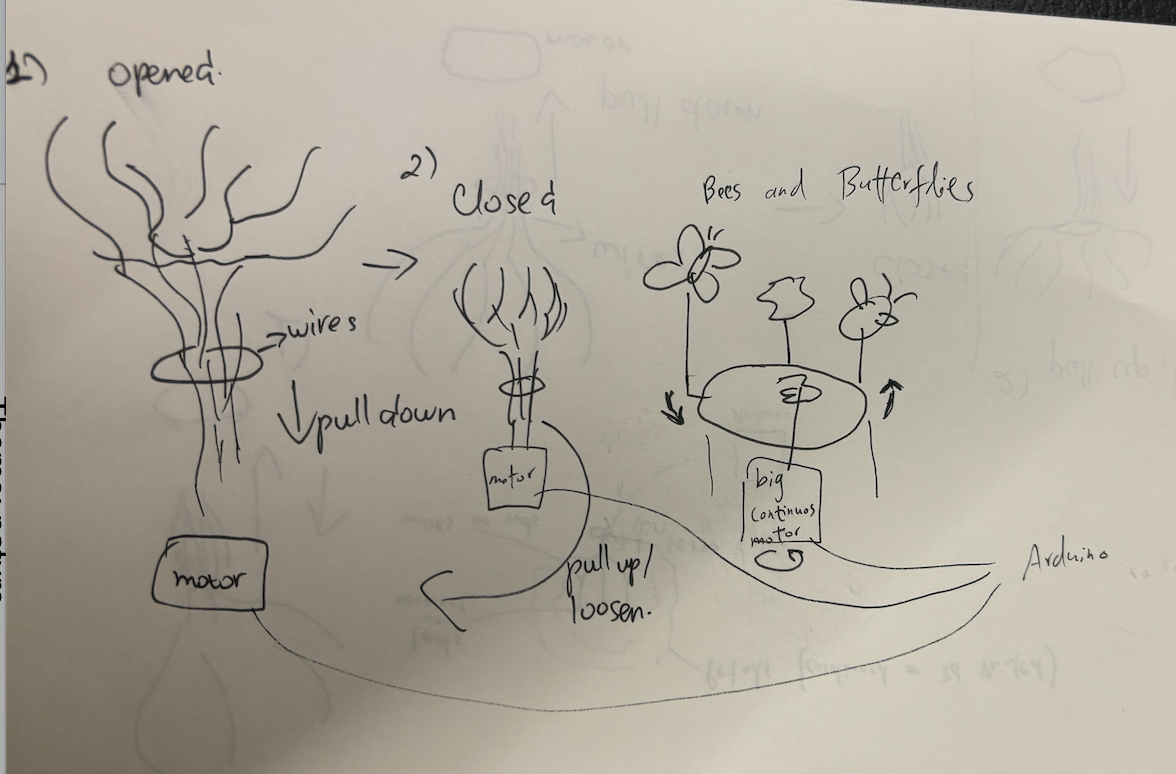 1) opened.
wires
pull down
motor
2)
Closed
motor
pull up/
loosen.
Bees and Butterflies
big
continuos
motor
Arduino